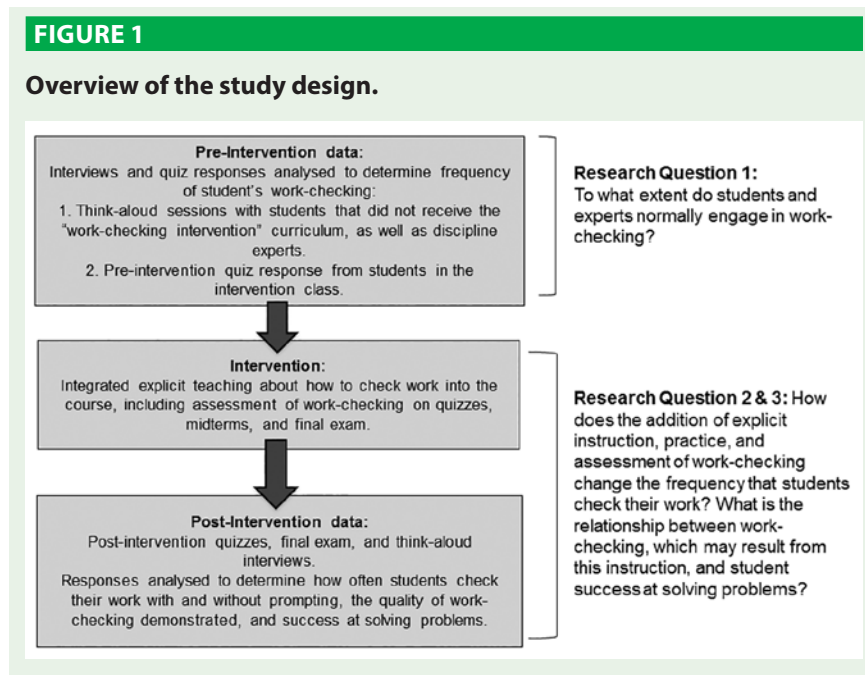 FIGURE 1
Overview of the study design.
Pre-Intervention data:
Interviews and quiz responses analysed to determine frequency
of student's work-checking:
1. Think-aloud sessions with students that did not receive the
"work-checking intervention" curriculum, as well as discipline
experts.
2. Pre-intervention quiz response from students in the
intervention class.
Research Question 1:
To what extent do students and
experts normally engage in work-
checking?
Intervention:
Integrated explicit teaching about how to check work into the
course, including assessment of work-checking on quizzes,
midterms, and final exam.
Post-Intervention data:
Post-intervention quizzes, final exam, and think-aloud
interviews.
Responses analysed to determine how often students check
their work with and without prompting, the quality of work-
checking demonstrated, and success at solving problems.
Research Question 2 & 3: How
does the addition of explicit
instruction, practice, and
assessment of work-checking
change the frequency that students
check their work? What is the
relationship between work-
checking, which may result from
this instruction, and student
success at solving problems?